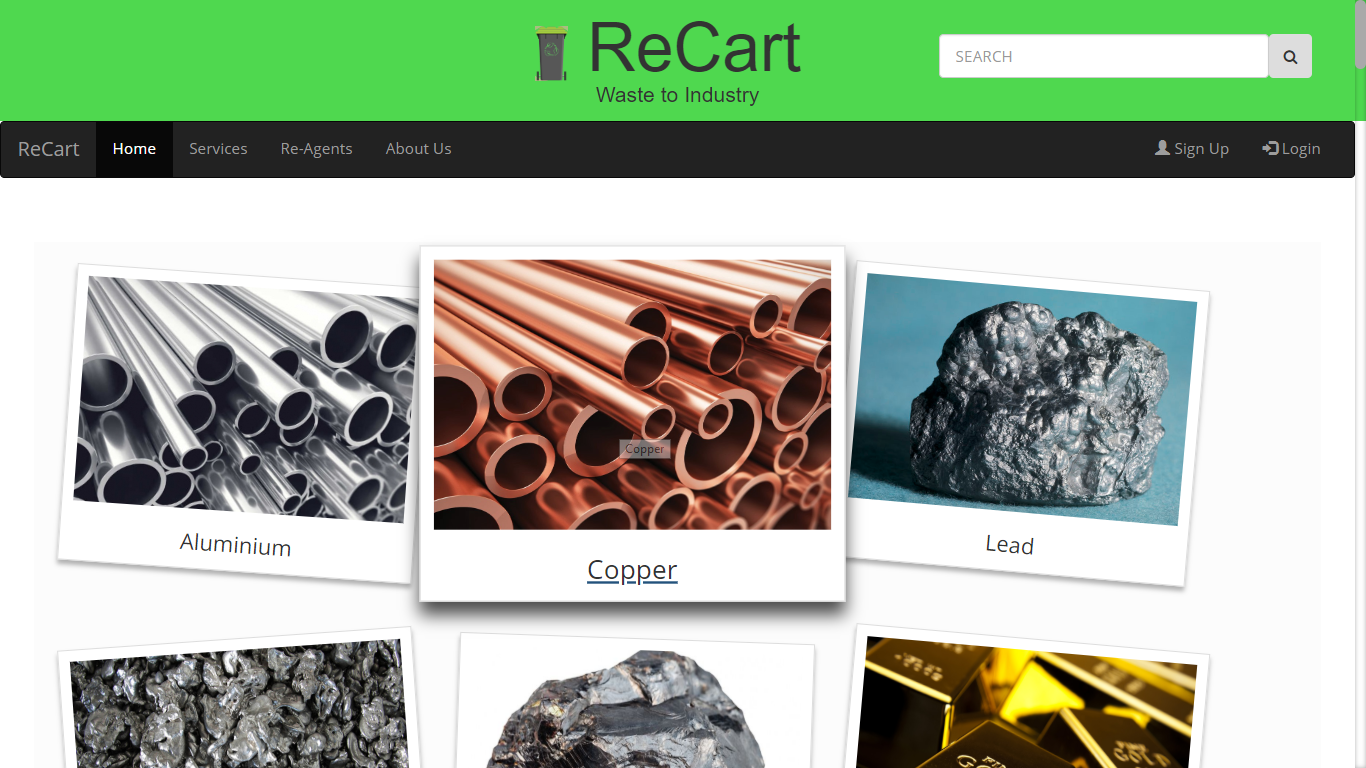 ReCart
Waste to Industry
SEARCH
ReCart
Home
Services
Re-Agents
About Us
Sign Up
Login
Aluminium
Copper
Copper
Lead